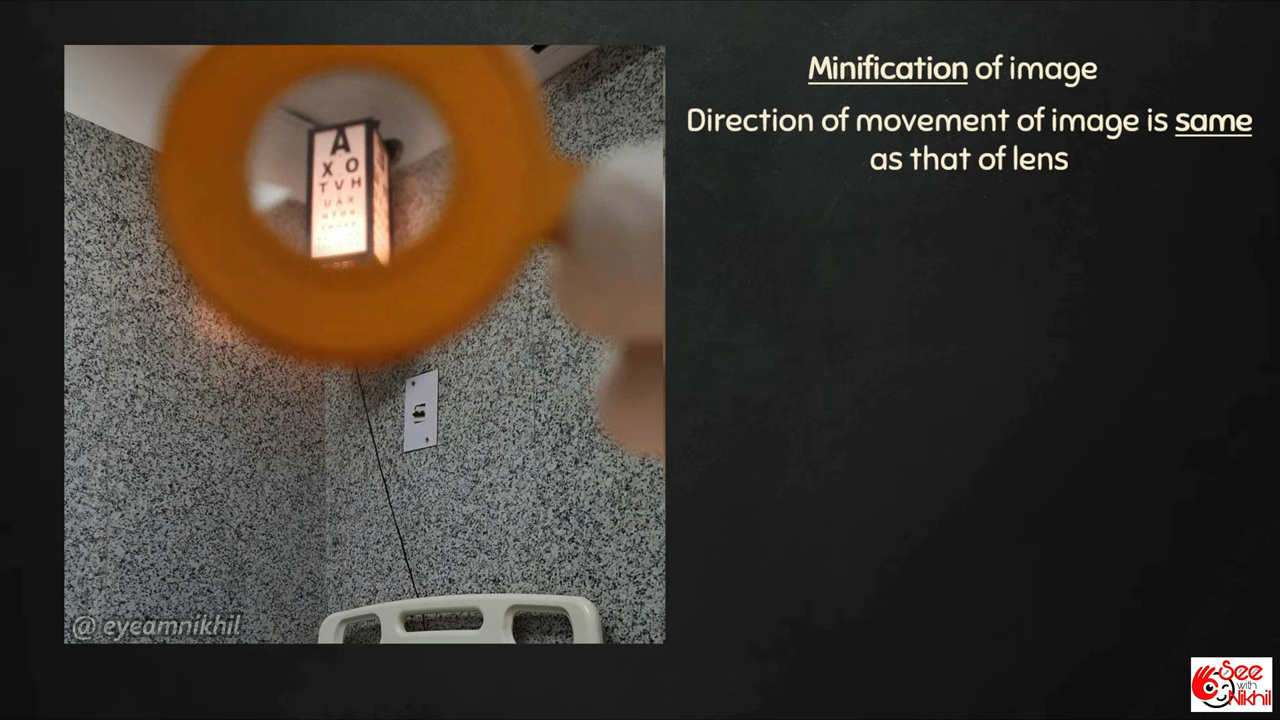 Minification of image
Direction of movement of image is same
as that of lens
A
X O
T V H
U A X
@ eyeamnikhil
See
with
Nikhil